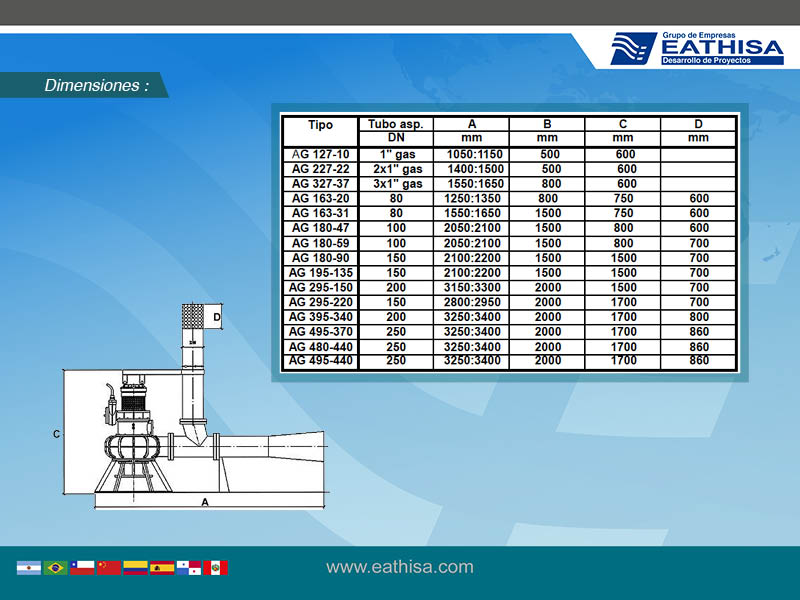 Grupo de Empresas
EATHISA
Desarrollo de Proyectos
Dimensiones :
Tipo Tubo asp. A B C D
DN mm mm mm mm
AG 127-10 1" gas 1050:1150 500 600
AG 227-22 2x1" gas 1400:1500 500 600
AG 327-37 3x1" gas 1550:1650 800 600
AG 163-20 80 1250:1350 800 750 600
AG 163-31 80 1550:1650 1500 750 600
AG 180-47 100 2050:2100 1500 800 600
AG 180-59 100 2050:2100 1500 800 700
AG 180-90 150 2100:2200 1500 1500 700
AG 195-135 150 2100:2200 1500 1500 700
AG 295-150 200 3150:3300 2000 1500 700
AG 295-220 150 2800:2950 2000 1700 700
AG 395-340 200 3250:3400 2000 1700 800
AG 495-370 250 3250:3400 2000 1700 860
AG 480-440 250 3250:3400 2000 1700 860
AG 495-440 250 3250:3400 2000 1700 860
D
C
A
www.eathisa.com